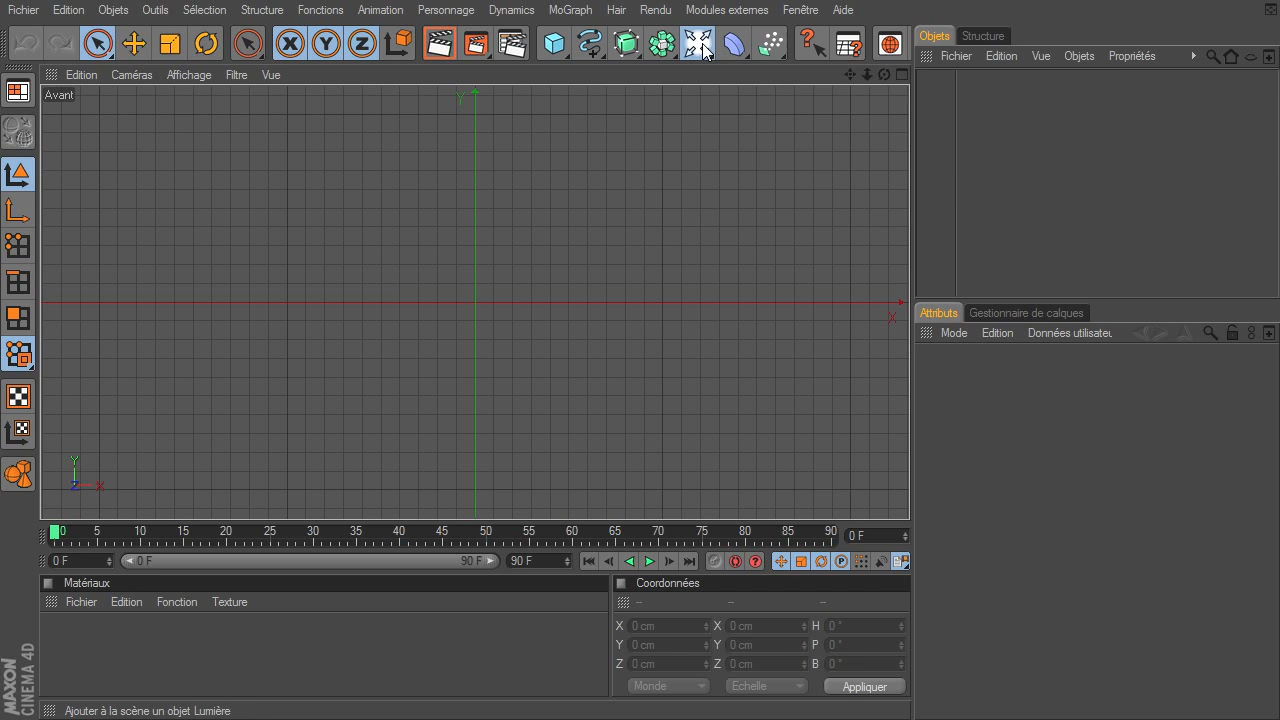 Fichier Edition Objets Outils Sélection Structure Fonctions Animation Personnage Dynamics MoGraph Hair Rendu Modules externes Fenêtre Aide
X Y Z
Objets Structure
Fichier Edition Vue Objets Propriétés
Edition Caméras Affichage Filtre Vue
Avant
Y
X
Attributs Gestionnaire de calques
Mode Edition Données utilisateu
Y
Z X
0 5 10 15 20 25 30 35 40 45 50 55 60 65 70 75 80 85 90
0 F
0 F 0 F 90 F 90 F
Matériaux
Fichier Edition Fonction Texture
Coordonnées
-- -- --
X 0 cm X 0 cm H 0 °
Y 0 cm Y 0 cm P 0 °
Z 0 cm Z 0 cm B 0 °
Monde Echelle Appliquer
MAXON
CINEMA 4D
Ajouter à la scène un objet Lumière